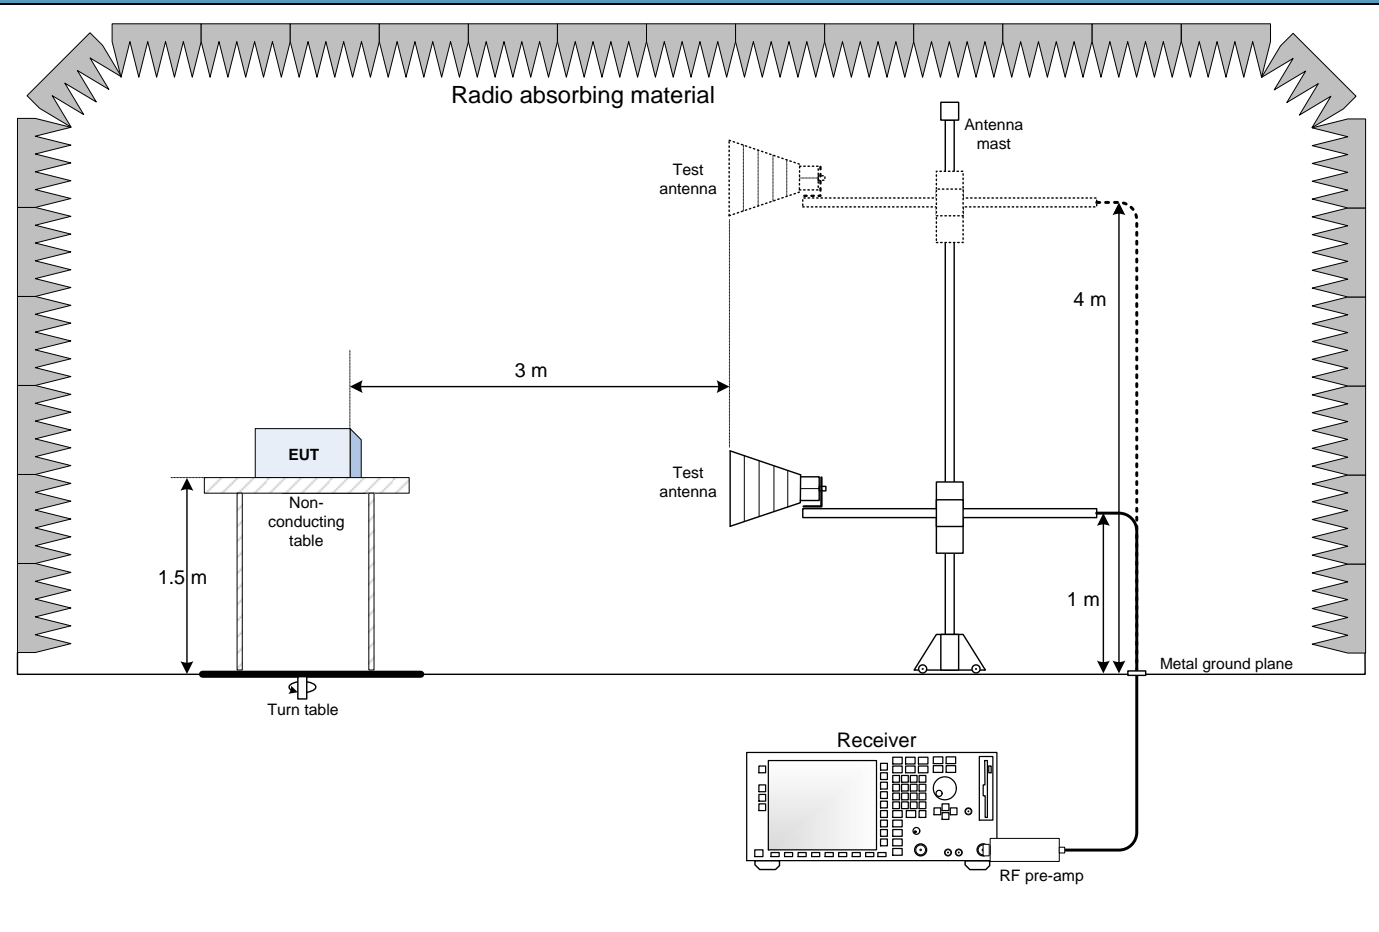 Radio absorbing material
Antenna
mast
Test
antenna
4 m
3 m
EUT
Test
antenna
Non-
conducting
table
1.5 m
1 m
Metal ground plane
Turn table
Receiver
RF pre-amp